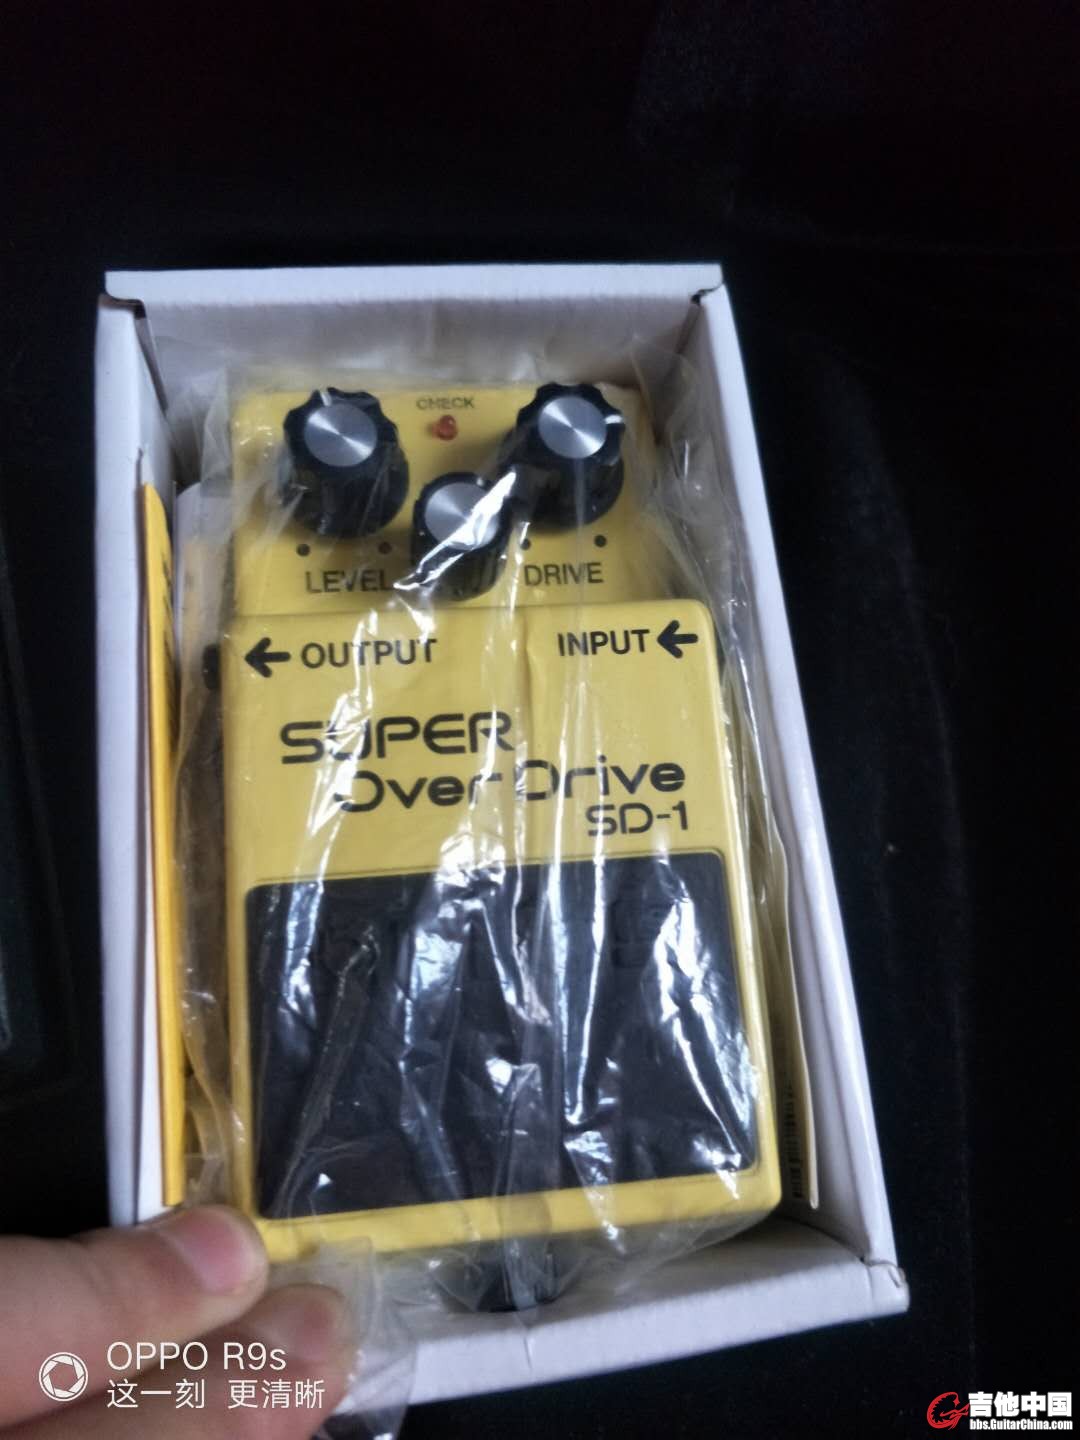 CHECK
LEVEL
DRIVE
OUTPUT
INPUT
SUPER
OverDrive
SD-1
OPPO R9s
这一刻 更清晰
吉他中国
bbs.GuitarChina.com